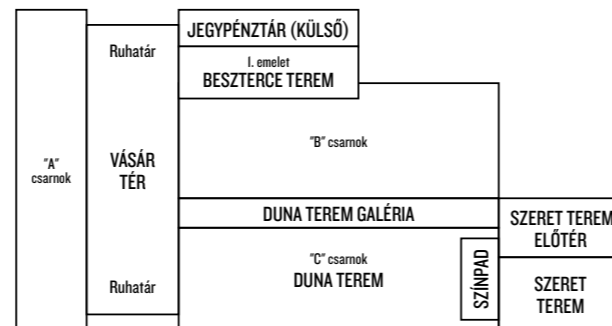 JEGYPÉNZTÁR (KÜLSŐ)
Ruhatár
I. emelet
BESZTERCE TEREM
"A"
csarnok
VÁSÁR
TÉR
"B" csarnok
DUNA TEREM GALÉRIA
SZERET TEREM
ELŐTÉR
"C" csarnok
DUNA TEREM
SZÍNPAD
SZERET
TEREM
Ruhatár